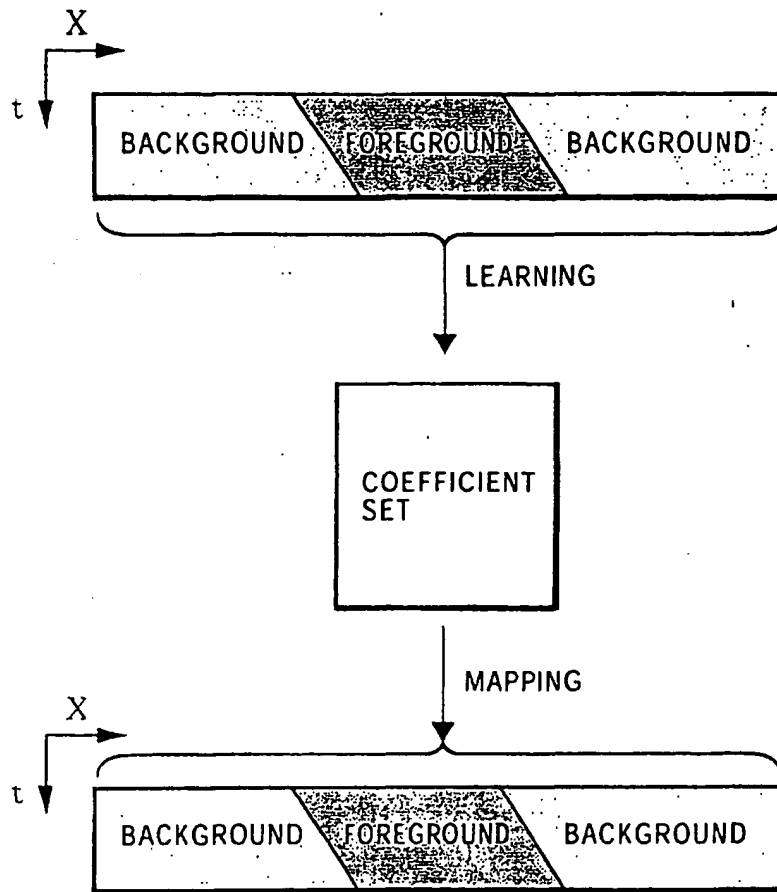 X
t
BACKGROUND FOREGROUND BACKGROUND
LEARNING
COEFFICIENT
SET
MAPPING
X
t
BACKGROUND FOREGROUND BACKGROUND